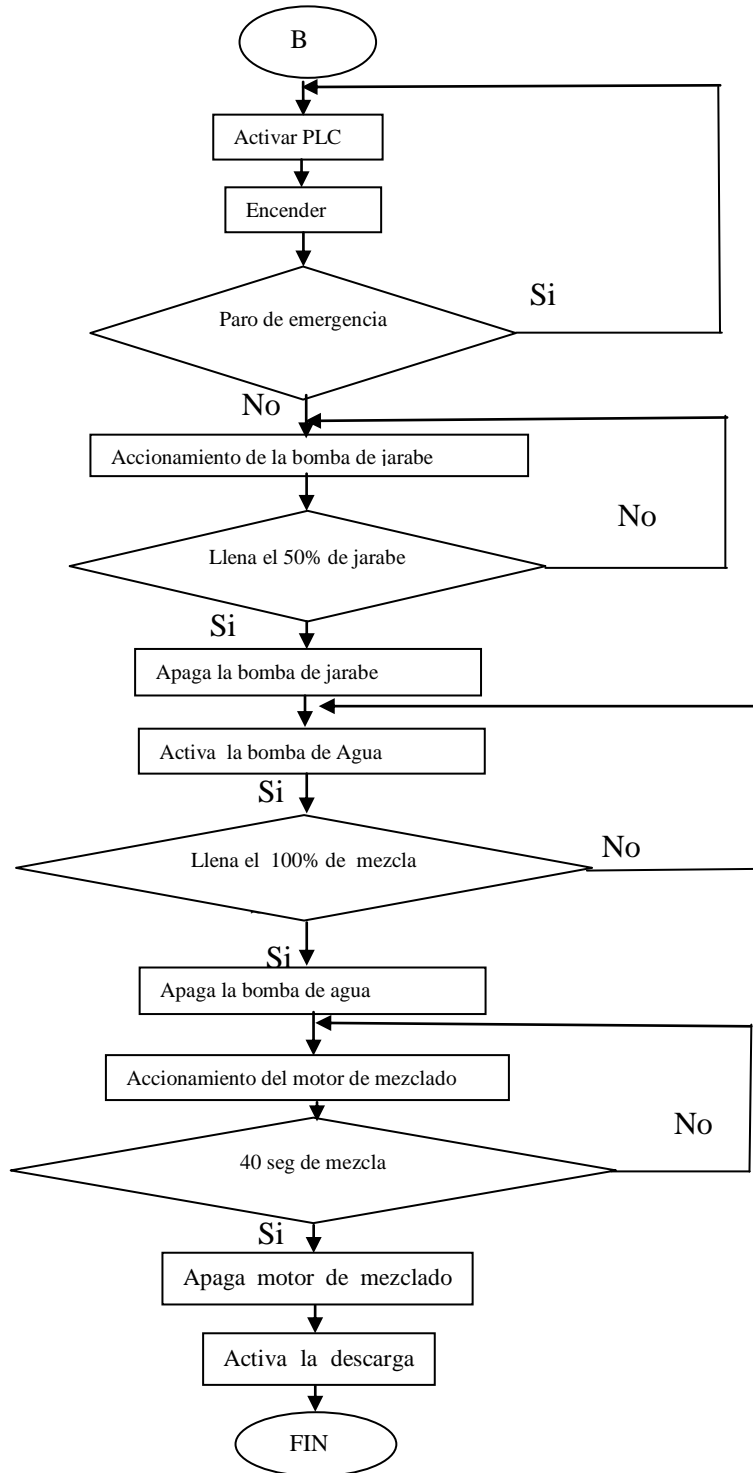 B
Activar PLC
Encender
Paro de emergencia
Si
No
Accionamiento de la bomba de jarabe
No
Llena el 50% de jarabe
Si
Apaga la bomba de jarabe
Activa la bomba de Agua
Si
Llena el 100% de mezcla
No
Si
Apaga la bomba de agua
Accionamiento del motor de mezclado
No
40 seg de mezcla
Si
Apaga motor de mezclado
Activa la descarga
FIN